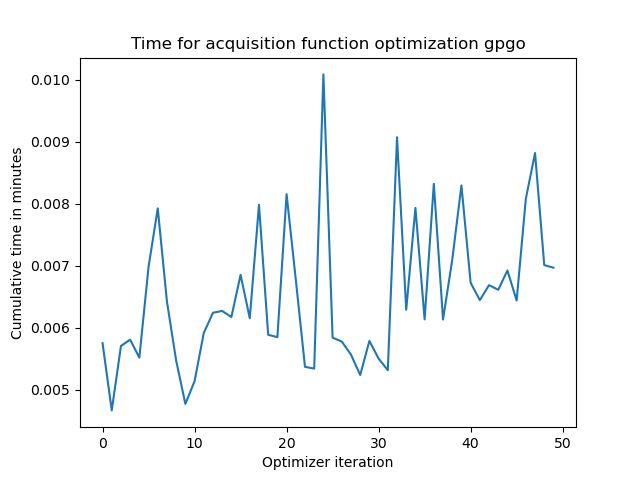 Time for acquisition function optimization gpgo
0.010
0.009
0.008
0.007
0.006
0.005
Cumulative time in minutes
0 10 20 30 40 50
Optimizer iteration